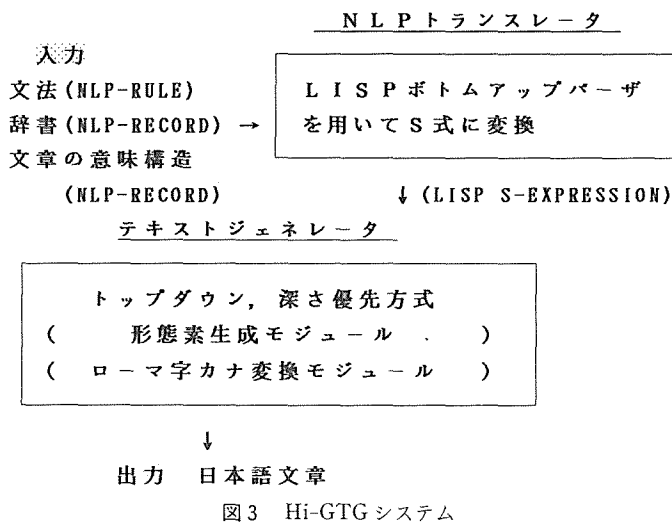 NLPトランスレータ
入力
文法(NLP-RULE)
辞書(NLP-RECORD) →
文章の意味構造
(NLP-RECORD)
LISPボトムアップパーザ
を用いてS式に変換
↓(LISP S-EXPRESSION)
テキストジェネレータ
トップダウン, 深さ優先方式
( 形態素生成モジュール . )
( ローマ字カナ変換モジュール )
↓
出力 日本語文章
図3 Hi-GTGシステム